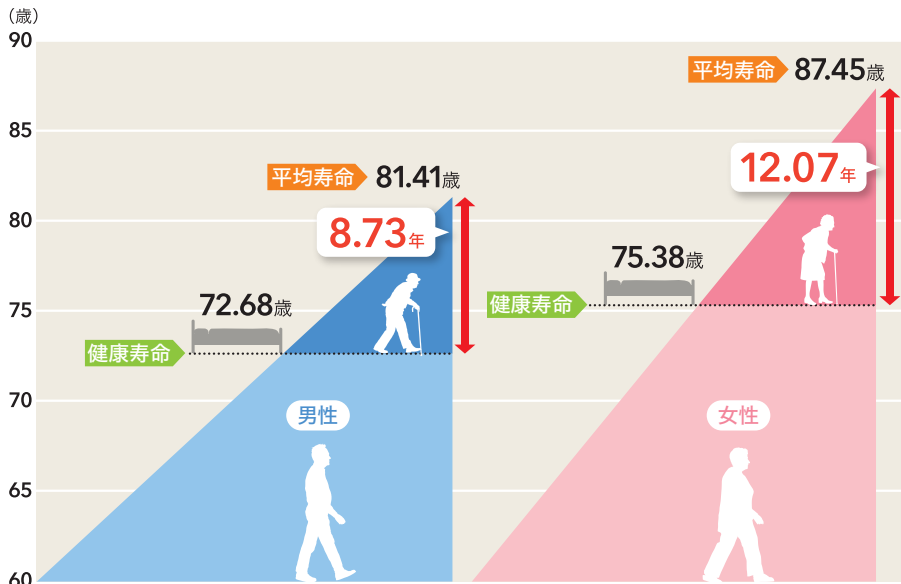 （歳）
90
85
80
75
70
65
60
平均寿命 81.41歳
8.73年
72.68歳
健康寿命
男性
平均寿命 87.45歳
12.07年
75.38歳
健康寿命
女性